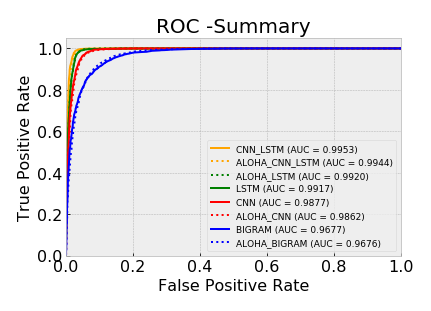 ROC -Summary
1.0
0.8
0.6
0.4
0.2
0.0
True Positive Rate
CNN_LSTM (AUC = 0.9953)
ALOHA_CNN_LSTM (AUC = 0.9944)
ALOHA_LSTM (AUC = 0.9920)
LSTM (AUC = 0.9917)
CNN (AUC = 0.9877)
ALOHA_CNN (AUC = 0.9862)
BIGRAM (AUC = 0.9677)
ALOHA_BIGRAM (AUC = 0.9676)
0.0 0.2 0.4 0.6 0.8 1.0
False Positive Rate